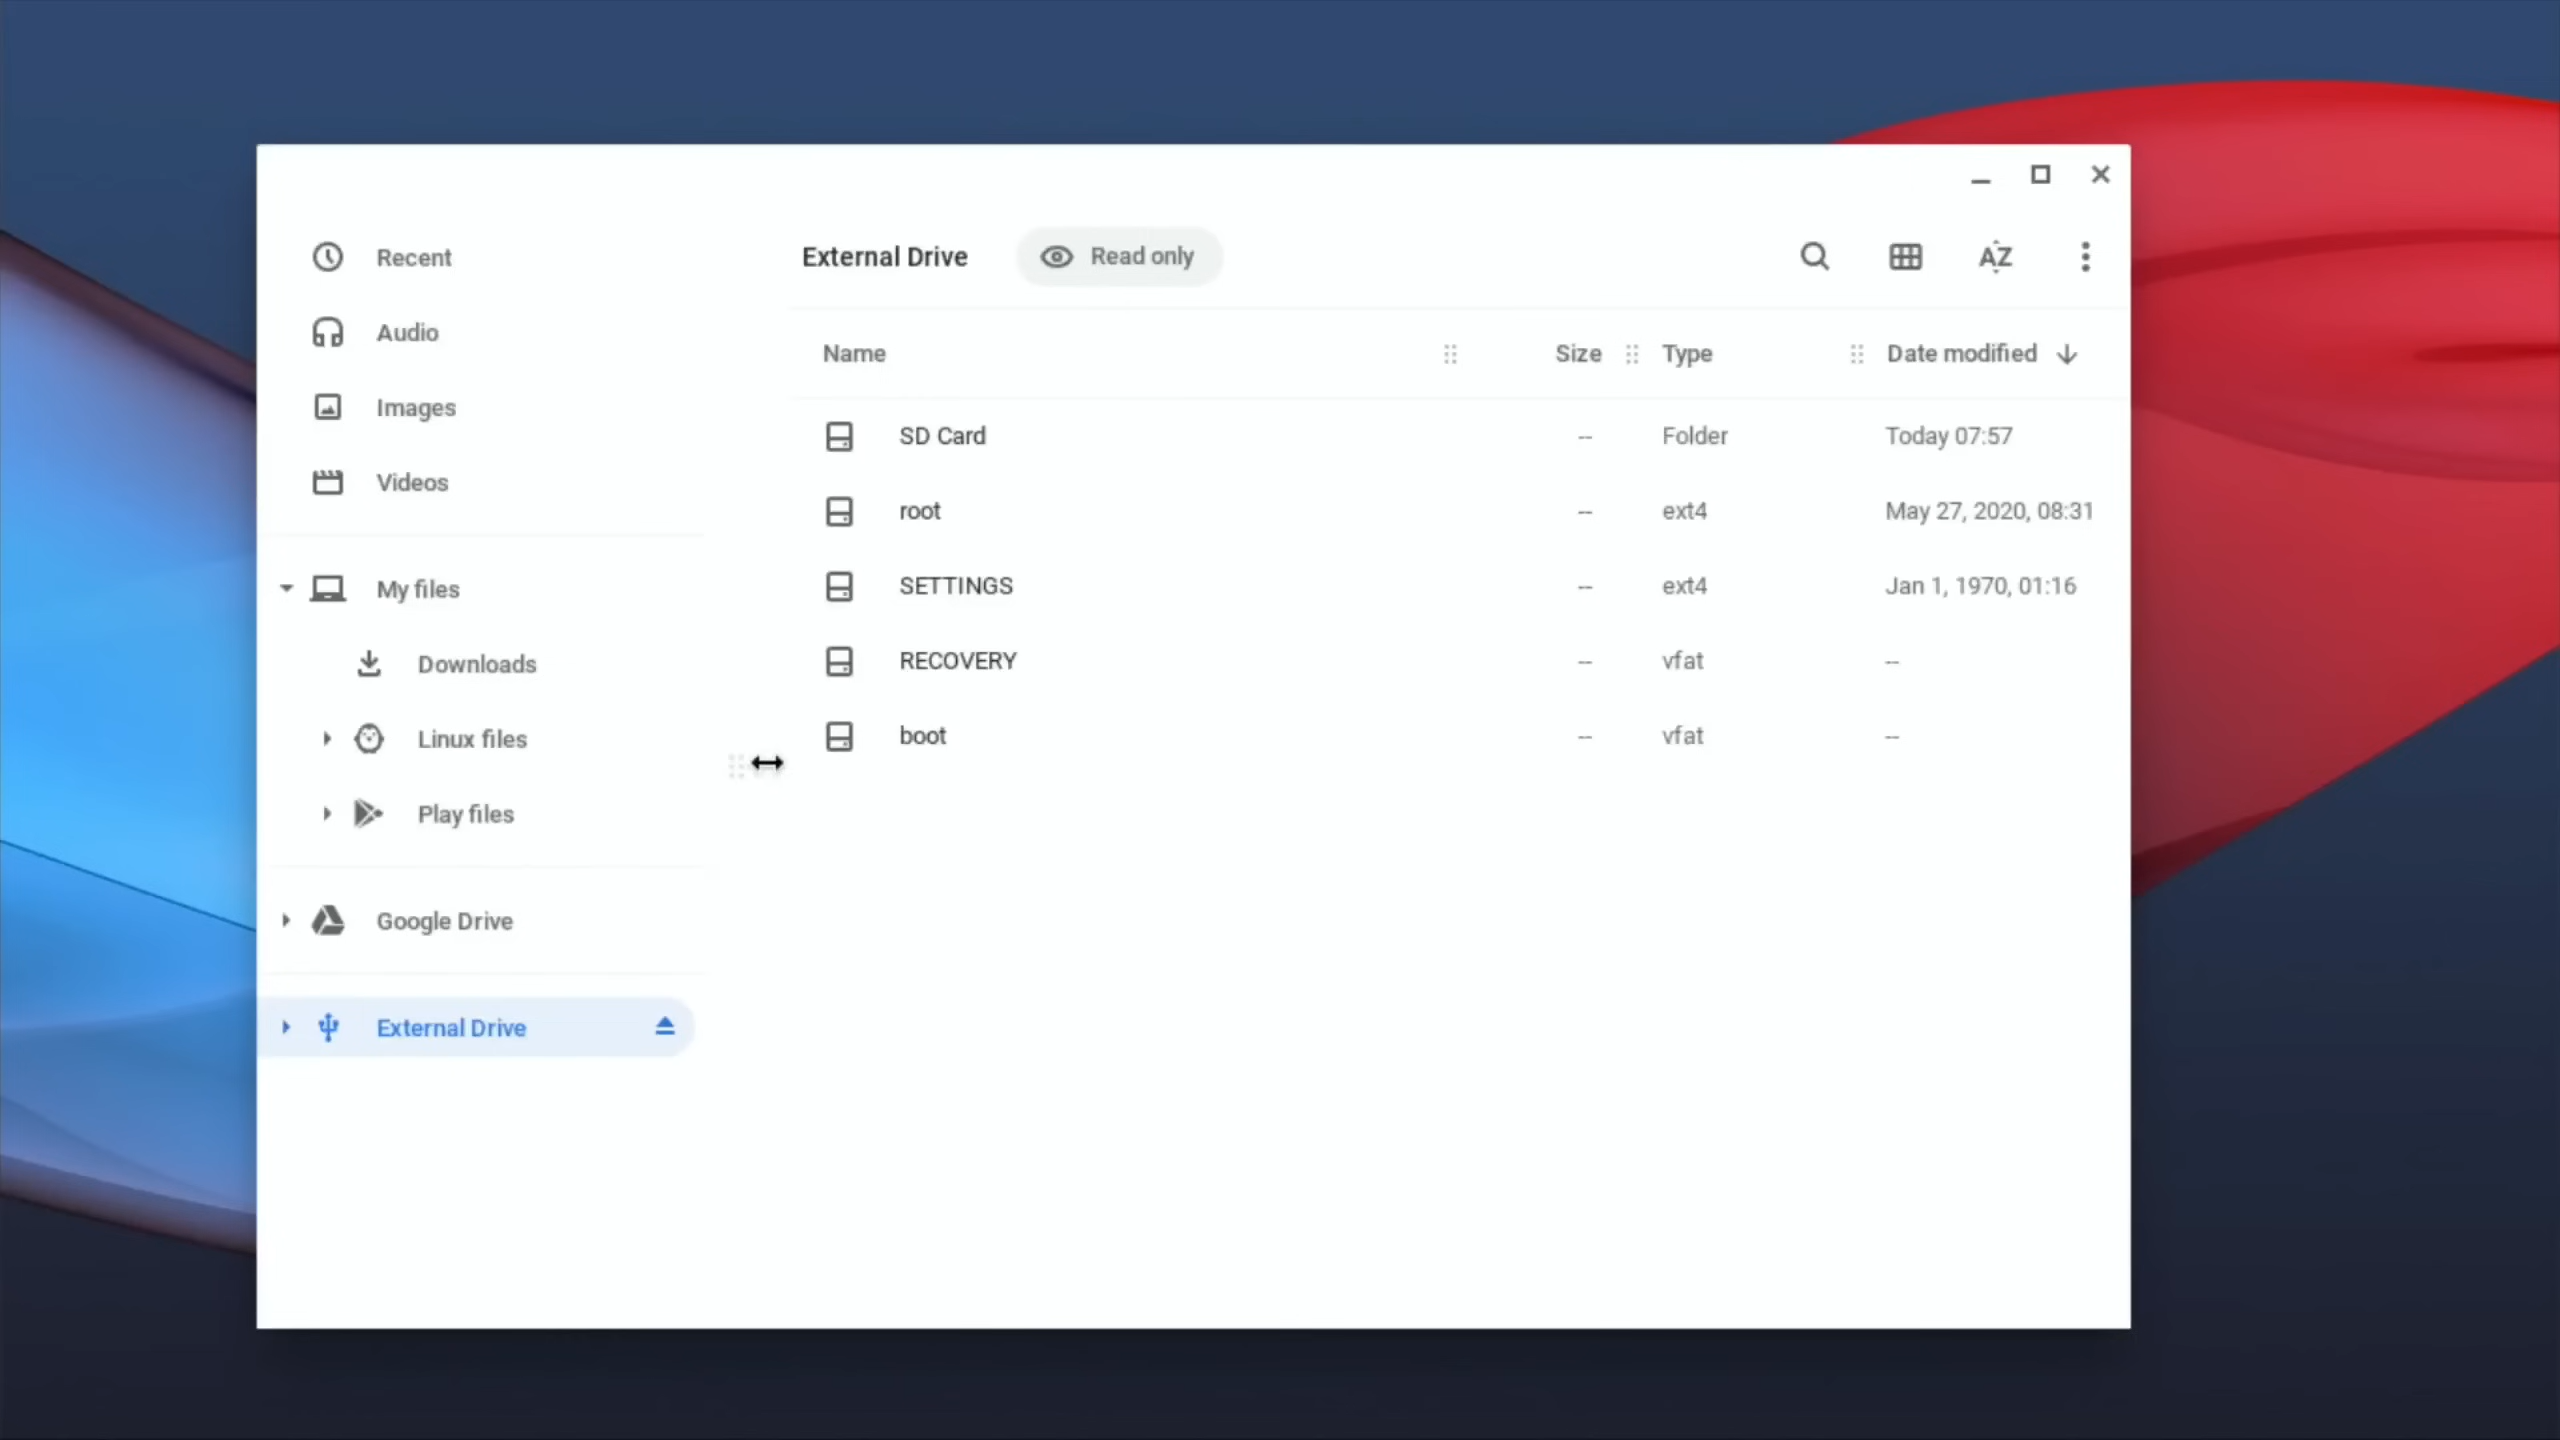 Recent
Audio
Images
Videos
My files
Downloads
Linux files
Play files
Google Drive
External Drive
External Drive Read only AZ
Name Size Type Date modified
SD Card -- Folder Today 07:57
root -- ext4 May 27, 2020, 08:31
SETTINGS -- ext4 Jan 1, 1970, 01:16
RECOVERY -- vfat --
boot -- vfat --